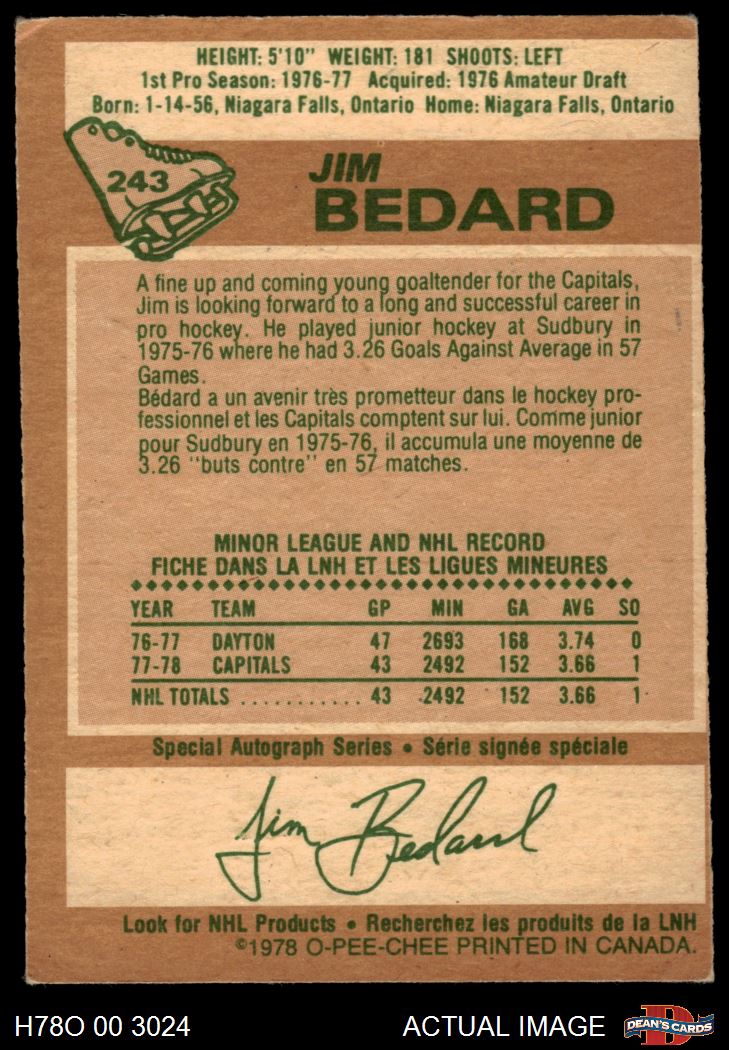 HEIGHT: 5'10" WEIGHT: 181 SHOOTS: LEFT
1st Pro Season: 1976-77 Acquired: 1976 Amateur Draft
Born: 1-14-56, Niagara Falls, Ontario Home: Niagara Falls, Ontario
243
JIM
BEDARD
A fine up and coming young goaltender for the Capitals,
Jim is looking forward to a long and successful career in
pro hockey. He played junior hockey at Sudbury in
1975-76 where he had 3.26 Goals Against Average in 57
Games.
Bédard a un avenir très prometteur dans le hockey pro-
fessionnel et les Capitals comptent sur lui. Comme junior
pour Sudbury en 1975-76, il accumula une moyenne de
3.26 "buts contre" en 57 matches.
MINOR LEAGUE AND NHL RECORD
FICHE DANS LA LNH ET LES LIGUES MINEURES
YEAR TEAM GP MIN GA AVG SO
76-77 DAYTON 47 2693 168 3.74 0
77-78 CAPITALS 43 2492 152 3.66 1
NHL TOTALS ........... 43 2492 152 3.66 1
Special Autograph Series • Série signée spéciale
Jim Bedard
Look for NHL Products • Recherchez les produits de la LNH
©1978 O-PEE-CHEE PRINTED IN CANADA.
H78O 00 3024 ACTUAL IMAGE D DEAN'S CARDS